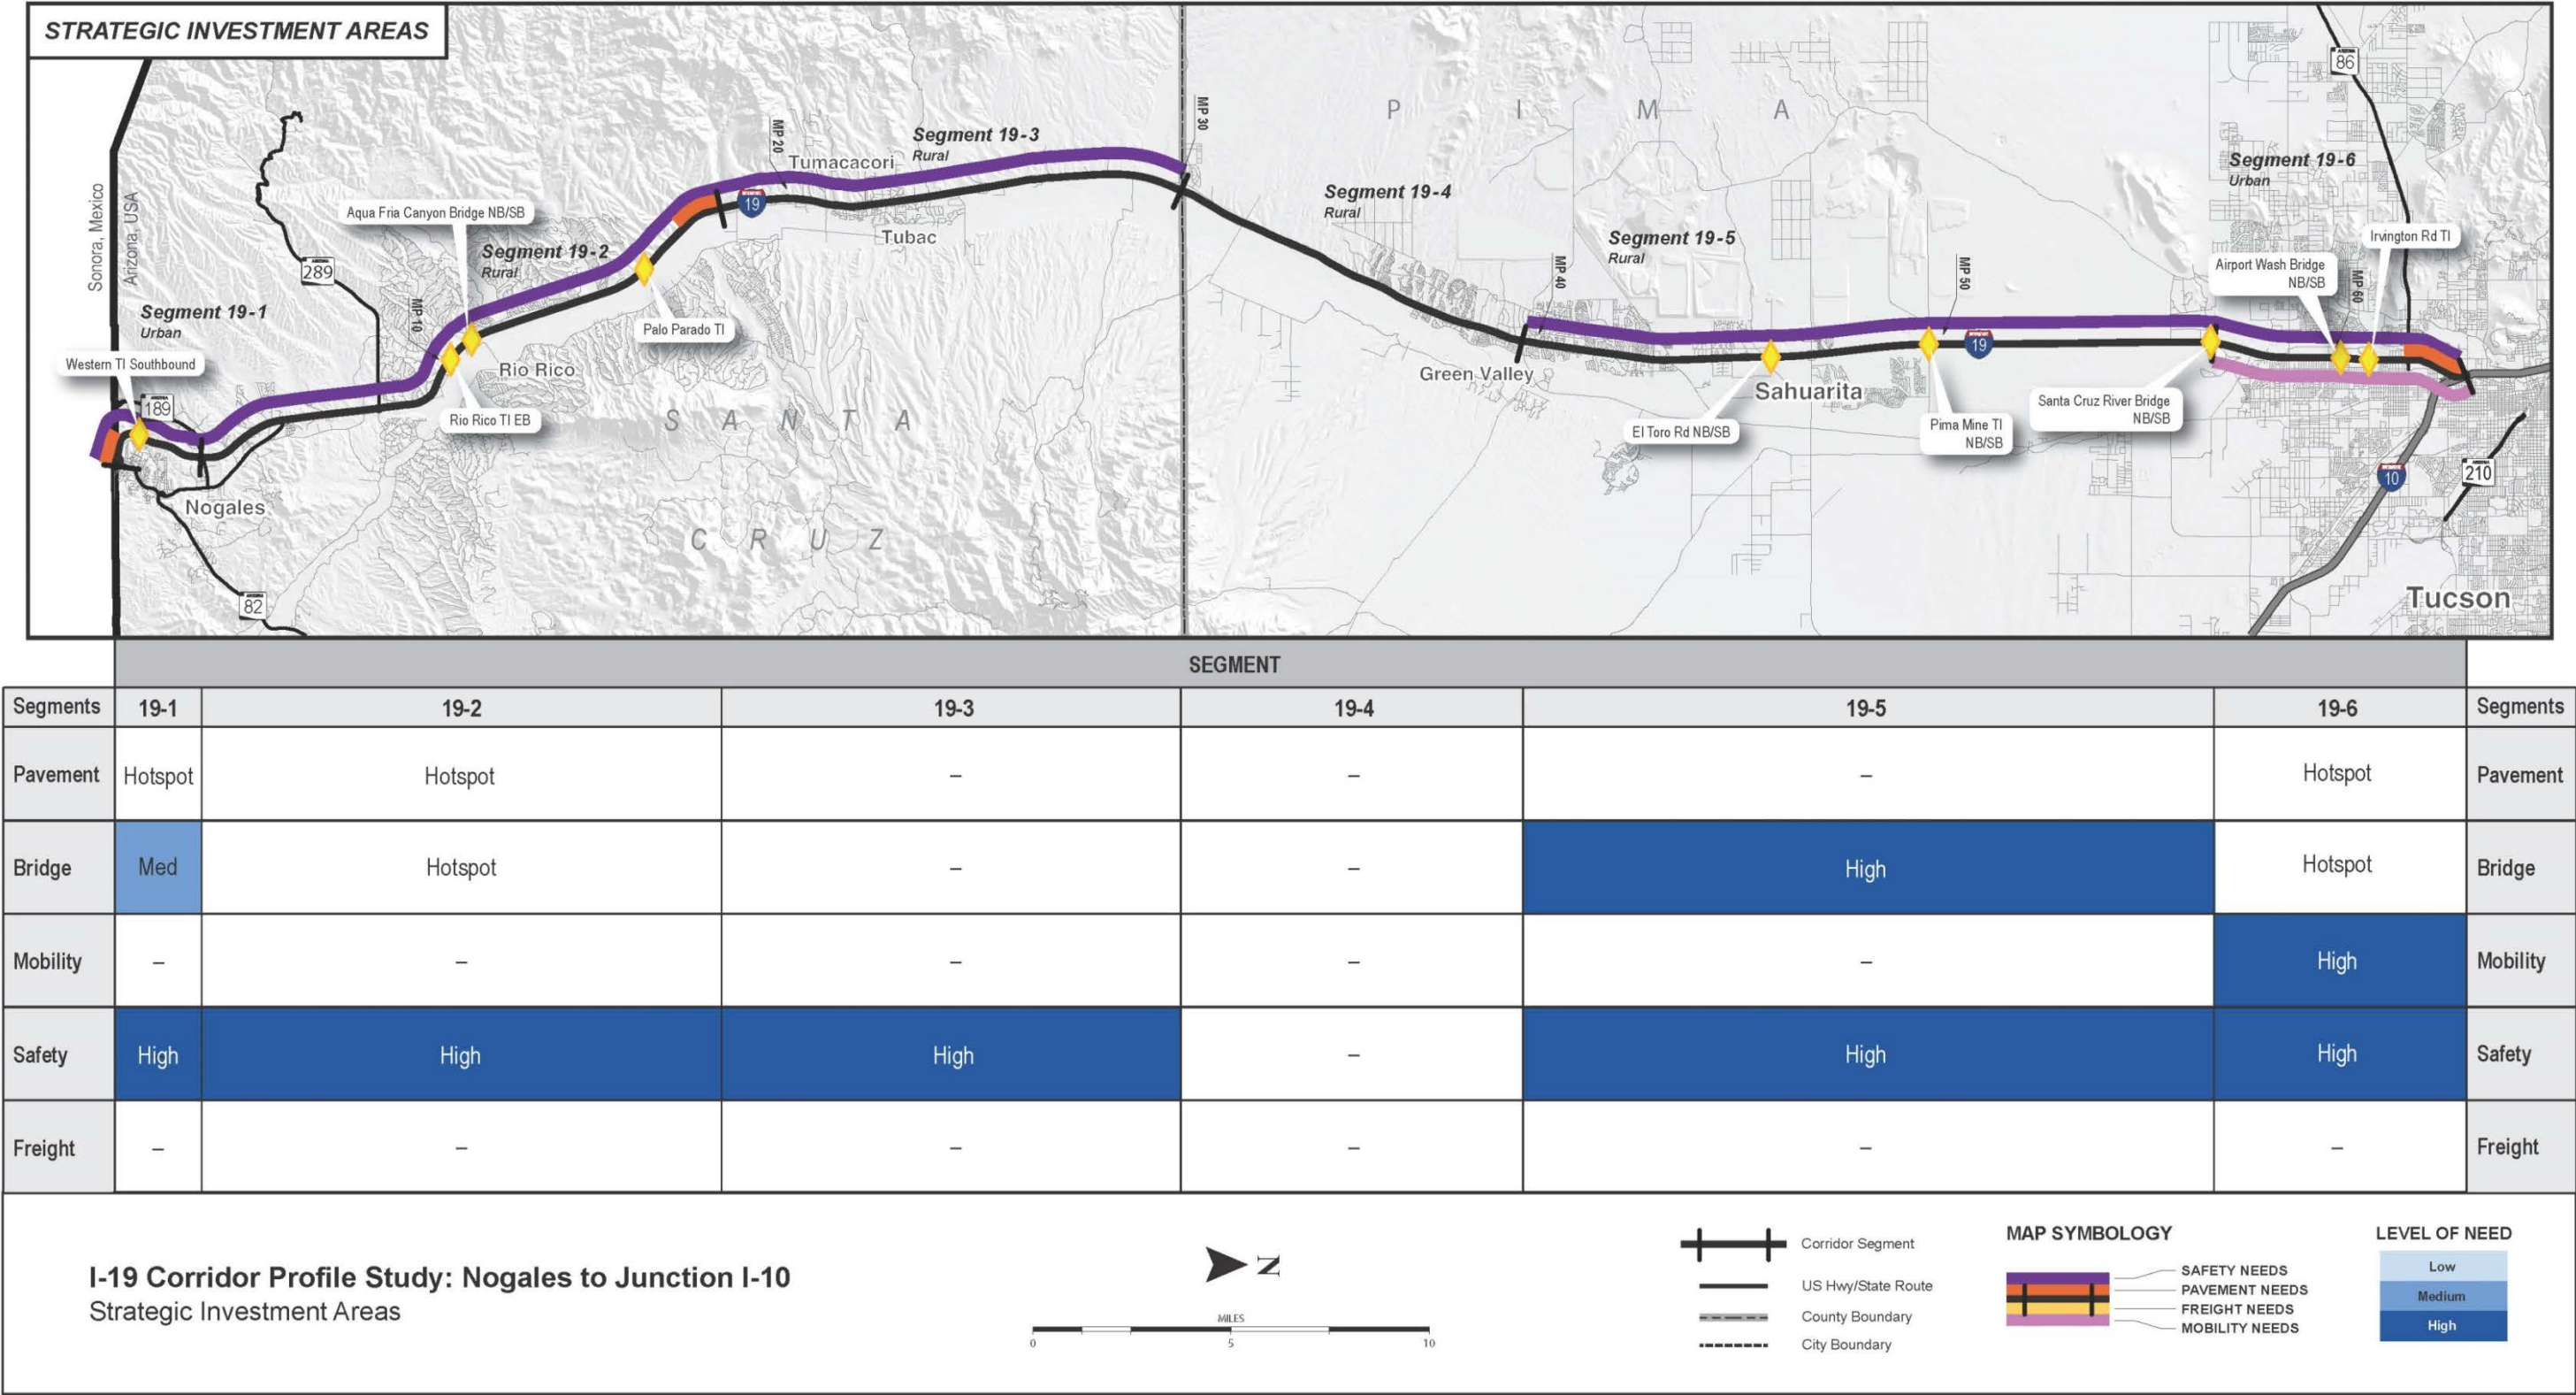 STRATEGIC INVESTMENT AREAS
Sonora, Mexico
Arizona, USA
Segment 19-1
Urban
Western TI Southbound
ARIZONA
189
Nogales
ARIZONA
82
ARIZONA
289
Aqua Fria Canyon Bridge NB/SB
Segment 19-2
Rural
MP 10
Rio Rico
Rio Rico TI EB
Palo Parado TI
S A N T A
C R U Z
MP 20
19
Tumacacori
Tubac
Segment 19-3
Rural
MP 30
P I M A
Segment 19-4
Rural
Green Valley
MP 40
Segment 19-5
Rural
El Toro Rd NB/SB
Sahuarita
MP 50
19
Pima Mine TI
NB/SB
Santa Cruz River Bridge
NB/SB
Segment 19-6
Urban
Airport Wash Bridge
NB/SB
MP 60
Irvington Rd TI
ARIZONA
86
10
ARIZONA
210
Tucson
SEGMENT
Segments 19-1 19-2 19-3 19-4 19-5 19-6 Segments
Pavement Hotspot Hotspot – – – Hotspot Pavement
Bridge Med Hotspot – – High Hotspot Bridge
Mobility – – – – – High Mobility
Safety High High High – High High Safety
Freight – – – – – – Freight
I-19 Corridor Profile Study: Nogales to Junction I-10
Strategic Investment Areas
N
MILES
0 5 10
Corridor Segment
US Hwy/State Route
County Boundary
City Boundary
MAP SYMBOLOGY
SAFETY NEEDS
PAVEMENT NEEDS
FREIGHT NEEDS
MOBILITY NEEDS
LEVEL OF NEED
Low
Medium
High